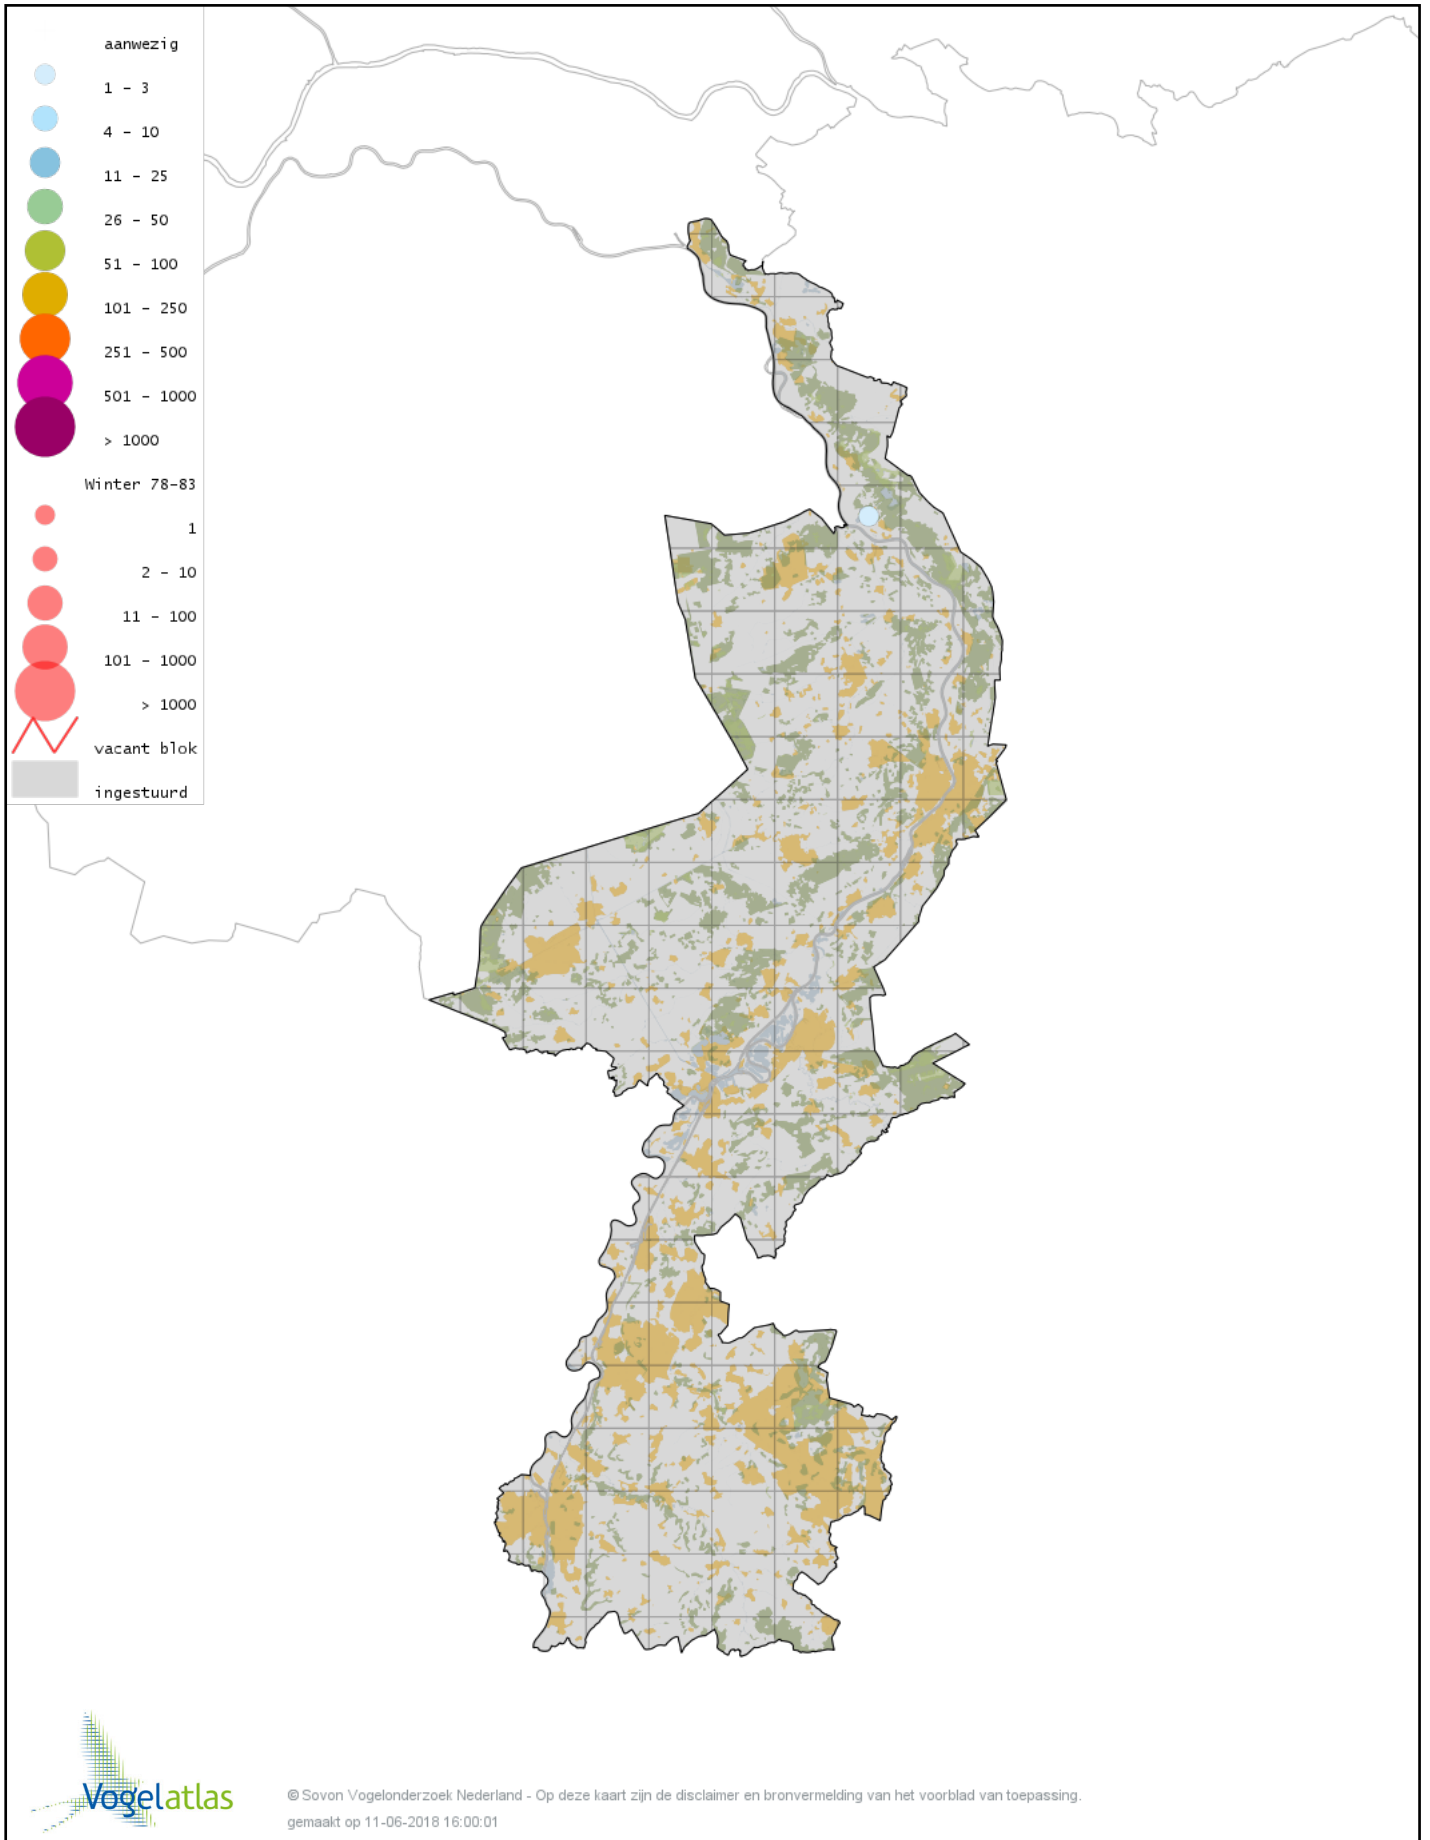 aanwezig
1 - 3
4 - 10
11 - 25
26 - 50
51 - 100
101 - 250
251 - 500
501 - 1000
> 1000
Winter 78-83
1
2 - 10
11 - 100
101 - 1000
> 1000
vacant blok
ingestuurd
Vogelatlas
© Sovon Vogelonderzoek Nederland - Op deze kaart zijn de disclaimer en bronvermelding van het voorblad van toepassing.
gemaakt op 11-06-2018 16:00:01